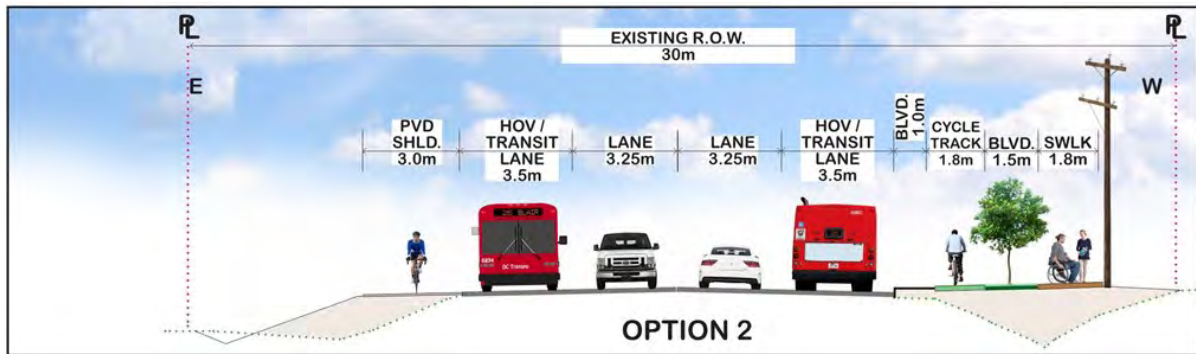 PL
PL
EXISTING R.O.W.
30m
E
W
PVD
SHLD.
3.0m
HOV /
TRANSIT
LANE
3.5m
LANE
3.25m
LANE
3.25m
HOV /
TRANSIT
LANE
3.5m
BLVD.
1.0m
CYCLE
TRACK
1.8m
BLVD.
1.5m
SWLK
1.8m
OC Transpo
OPTION 2